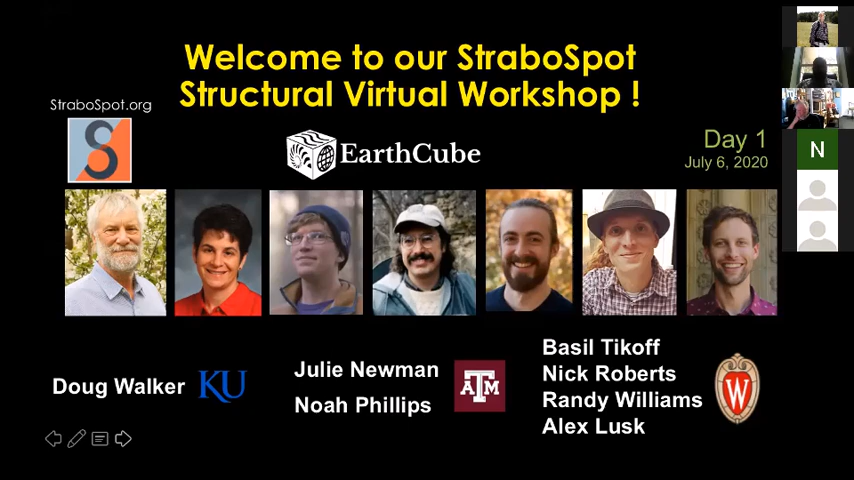 Welcome to our StraboSpot
Structural Virtual Workshop !
StraboSpot.org
S
EarthCube
Day 1
July 6, 2020
N
Doug Walker
KU
Julie Newman
Noah Phillips
ATM
Basil Tikoff
Nick Roberts
Randy Williams
Alex Lusk
W